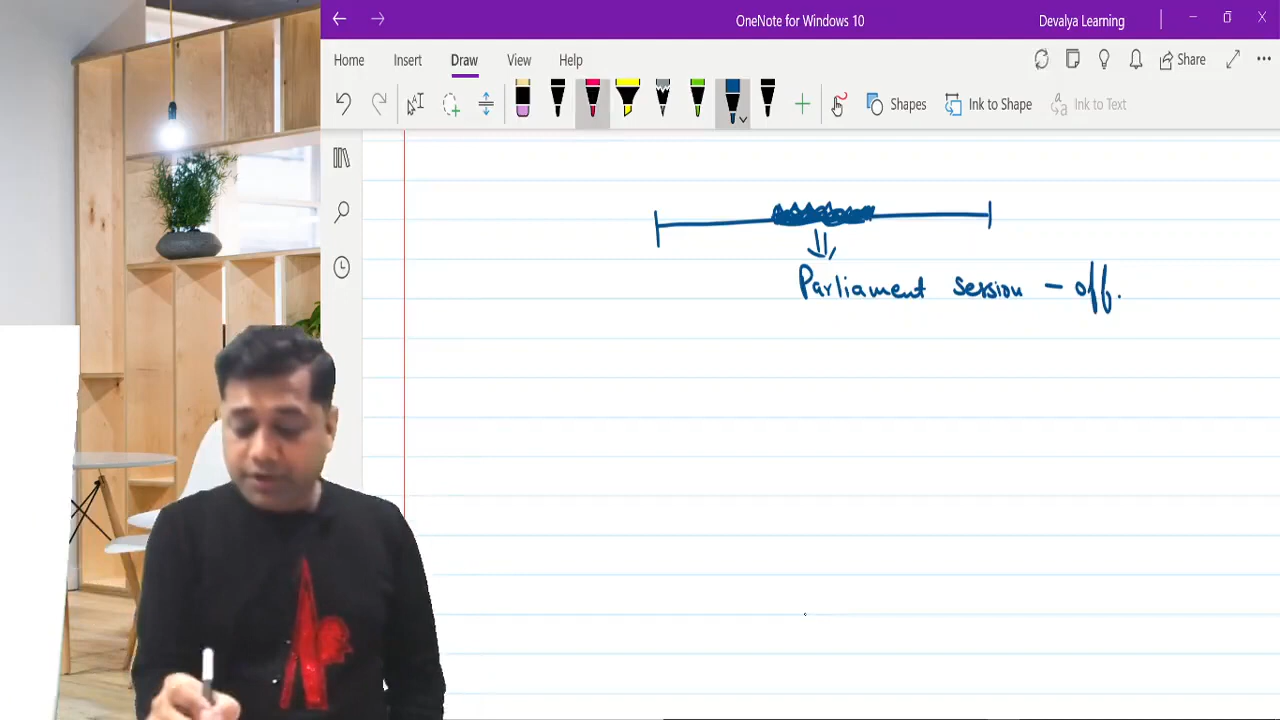 OneNote for Windows 10
Devalya Learning
Home Insert Draw View Help
Share
Shapes
Ink to Shape
Ink to Text
Parliament session – off.